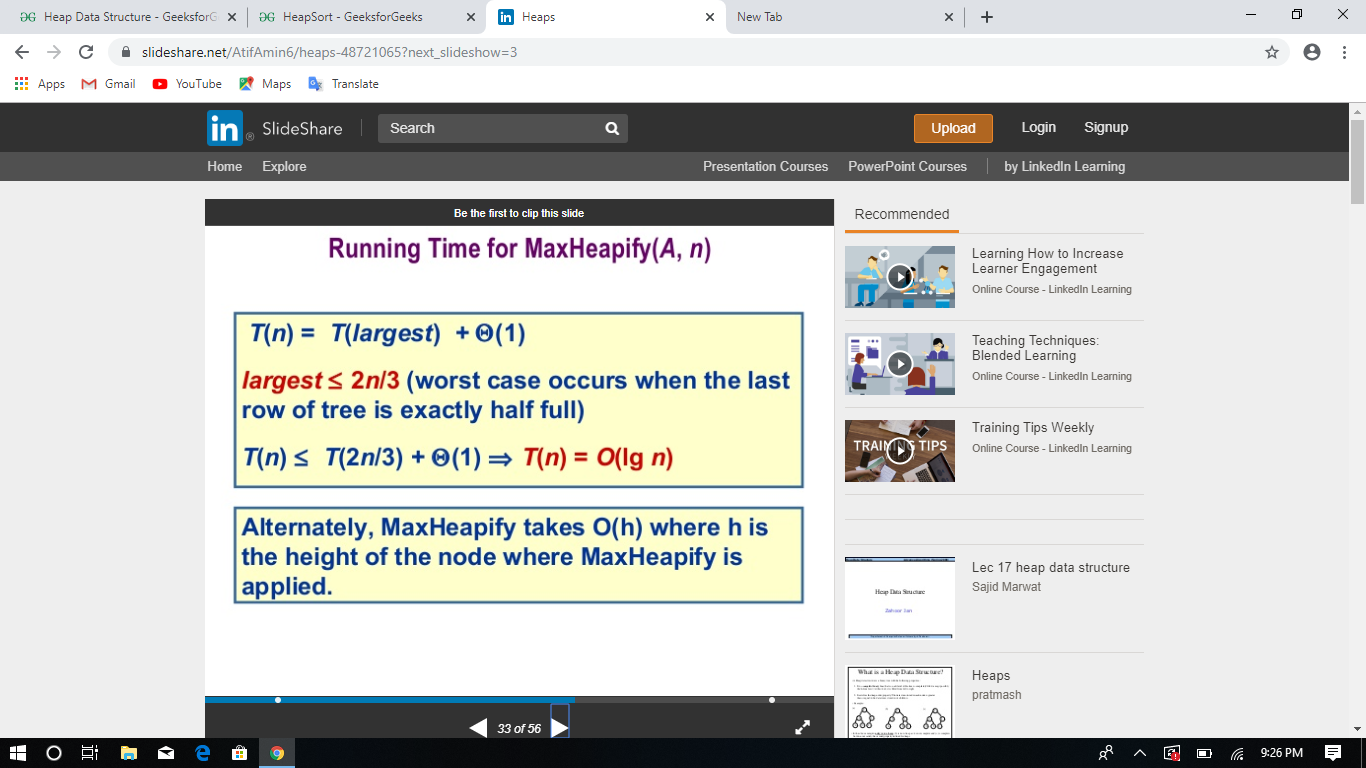 Heap Data Structure - GeeksforG
HeapSort - GeeksforGeeks
Heaps
New Tab
slideshare.net/AtifAmin6/heaps-48721065?next_slideshow=3
Apps Gmail YouTube Maps Translate
in SlideShare
Search
Upload Login Signup
Home Explore
Presentation Courses PowerPoint Courses by LinkedIn Learning
Be the first to clip this slide
Running Time for MaxHeapify(A, n)
T(n) = T(largest) + Θ(1)
largest ≤ 2n/3 (worst case occurs when the last
row of tree is exactly half full)
T(n) ≤ T(2n/3) + Θ(1) ⇒ T(n) = O(lg n)
Alternately, MaxHeapify takes O(h) where h is
the height of the node where MaxHeapify is
applied.
33 of 56
Recommended
Learning How to Increase
Learner Engagement
Online Course - LinkedIn Learning
Teaching Techniques:
Blended Learning
Online Course - LinkedIn Learning
TRAINING TIPS
Training Tips Weekly
Online Course - LinkedIn Learning
Heap Data Structure
Lec 17 heap data structure
Sajid Marwat
What is a Heap Data Structure?
Heaps
pratmash
9:26 PM